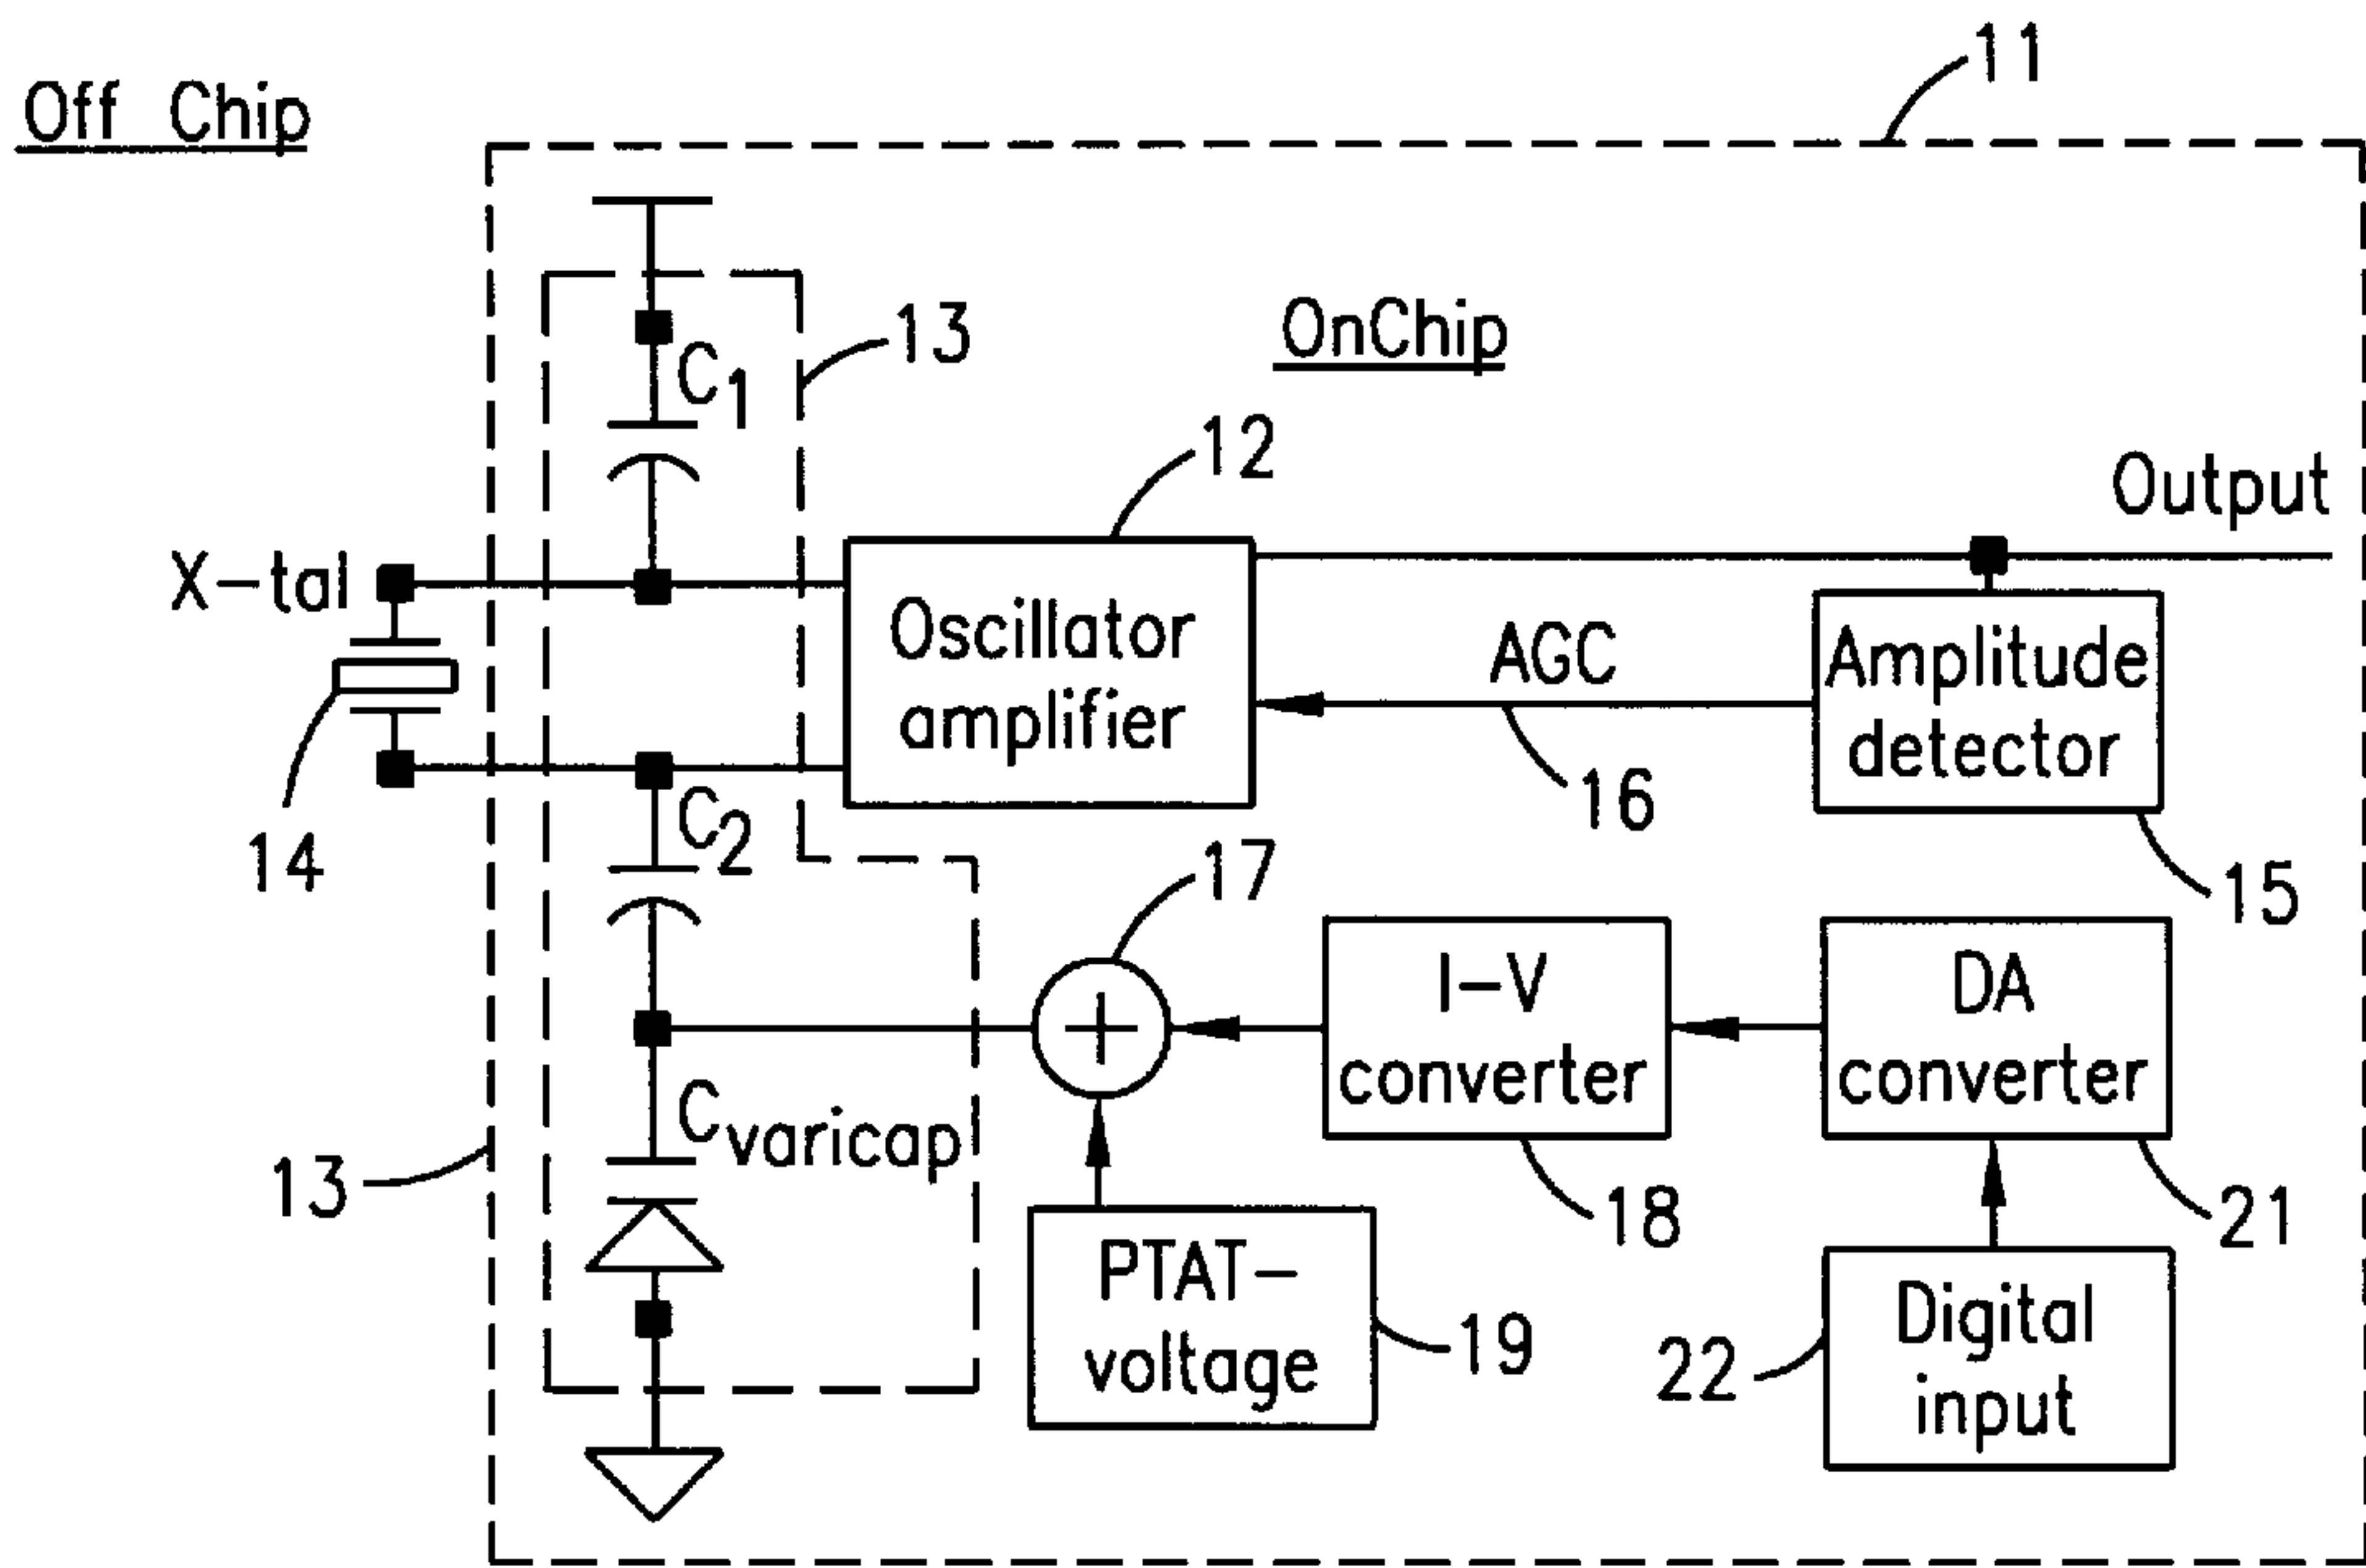 11
Off Chip
C1
13
OnChip
12
Output
X-tal
Oscillator
amplifier
AGC
Amplitude
detector
16
14
C2
17
15
I-V
converter
DA
converter
Cvaricap
13
18
21
PTAT-
voltage
19
22
Digital
input